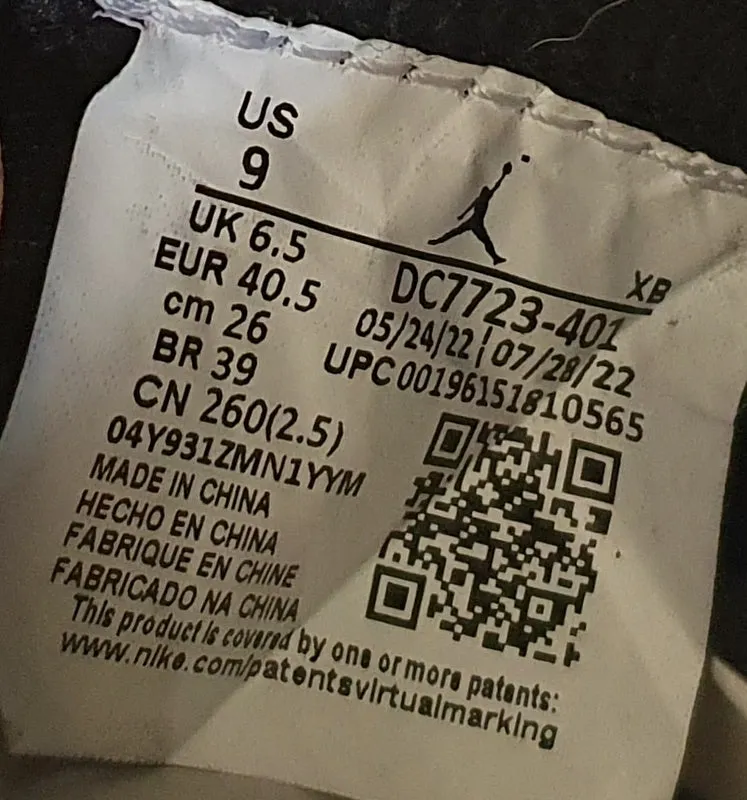 US
9
XB
UK 6.5
EUR 40.5
cm 26
BR 39
CN 260(2.5)
DC7723-401
05/24/22 | 07/28/22
UPC 00196151810565
04Y931ZMN1YYM
MADE IN CHINA
HECHO EN CHINA
FABRIQUE EN CHINE
FABRICADO NA CHINA
This product is covered by one or more patents:
www.nike.com/patentsvirtualmarking